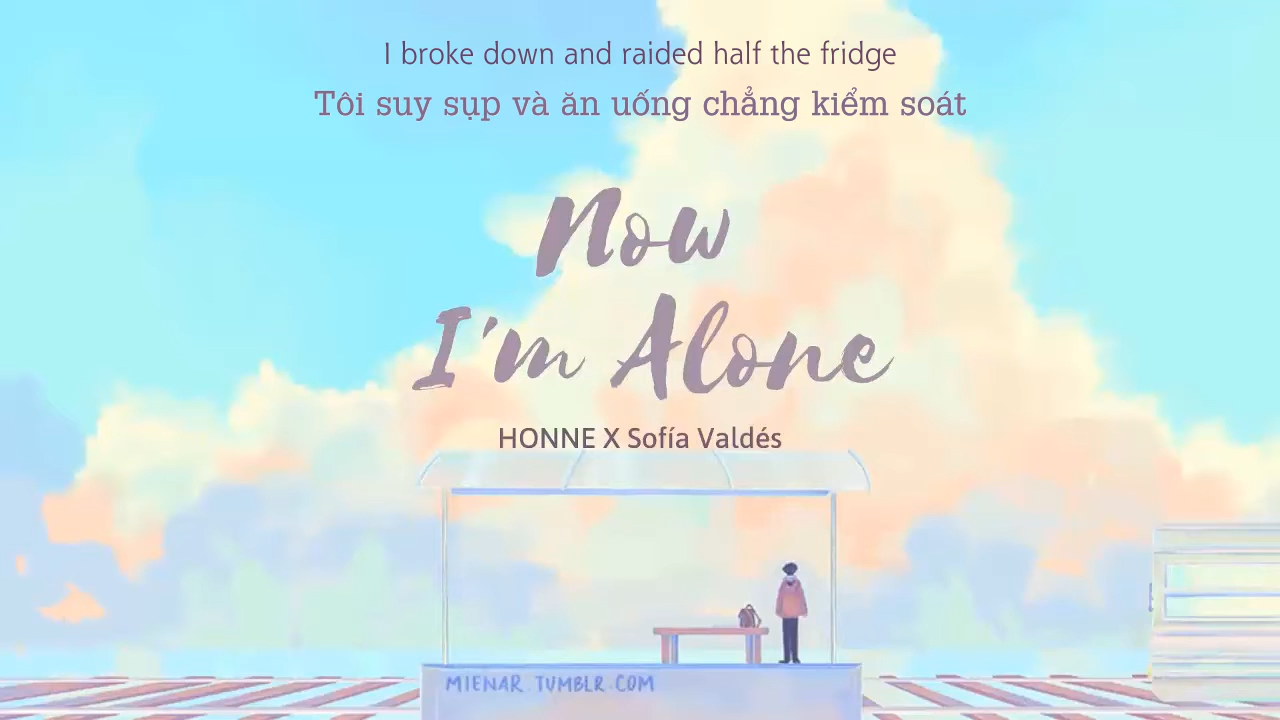 I broke down and raided half the fridge
Tôi suy sụp và ăn uống chẳng kiểm soát
Now
I'm Alone
HONNE X Sofía Valdés
MIENAR.TUMBLR.COM